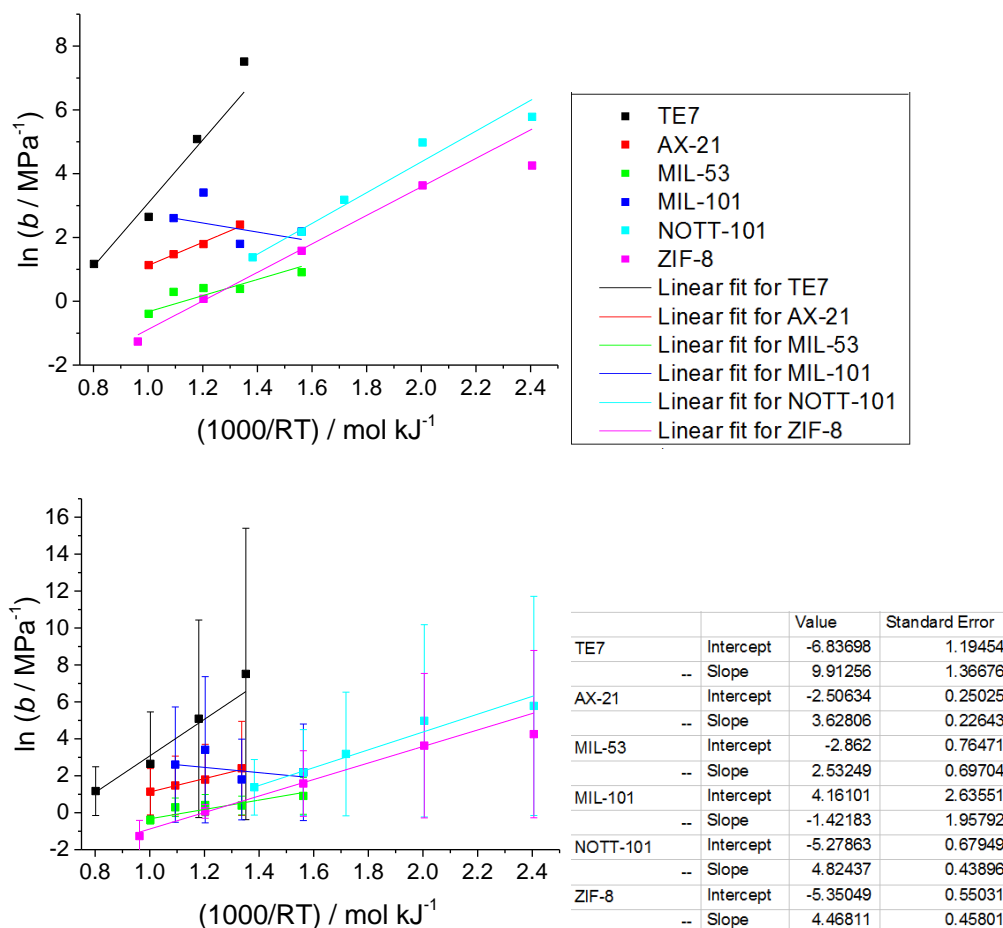 8
6
4
2
0
-2
ln (b / MPa-1)
0.8 1.0 1.2 1.4 1.6 1.8 2.0 2.2 2.4
(1000/RT) / mol kJ-1
TE7
AX-21
MIL-53
MIL-101
NOTT-101
ZIF-8
Linear fit for TE7
Linear fit for AX-21
Linear fit for MIL-53
Linear fit for MIL-101
Linear fit for NOTT-101
Linear fit for ZIF-8
16
14
12
10
8
6
4
2
0
-2
ln (b / MPa-1)
0.8 1.0 1.2 1.4 1.6 1.8 2.0 2.2 2.4
(1000/RT) / mol kJ-1
Value Standard Error
TE7 Intercept -6.83698 1.19454
-- Slope 9.91256 1.36676
AX-21 Intercept -2.50634 0.25025
-- Slope 3.62806 0.22643
MIL-53 Intercept -2.862 0.76471
-- Slope 2.53249 0.69704
MIL-101 Intercept 4.16101 2.63551
-- Slope -1.42183 1.95792
NOTT-101 Intercept -5.27863 0.67949
-- Slope 4.82437 0.43896
ZIF-8 Intercept -5.35049 0.55031
-- Slope 4.46811 0.45801